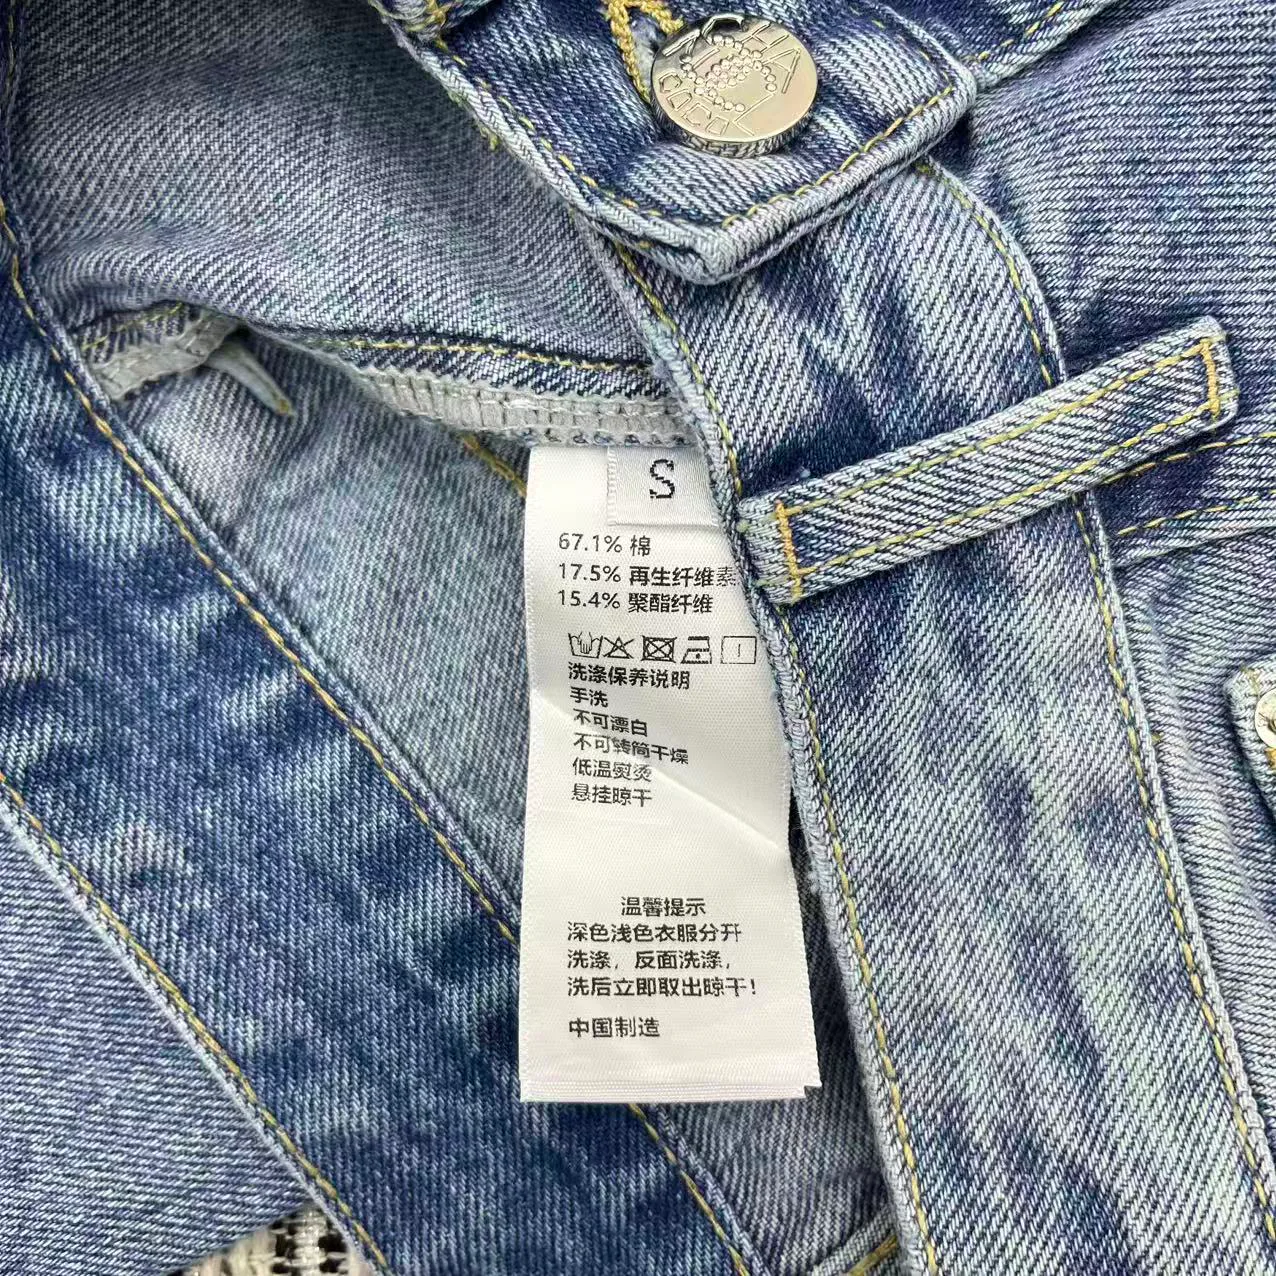 S
67.1% 棉
17.5% 再生纤维素
15.4% 聚酯纤维
洗涤保养说明
手洗
不可漂白
不可转筒干燥
低温熨烫
悬挂晾干
温馨提示
深色浅色衣服分开
洗涤，反面洗涤，
洗后立即取出晾干！
中国制造